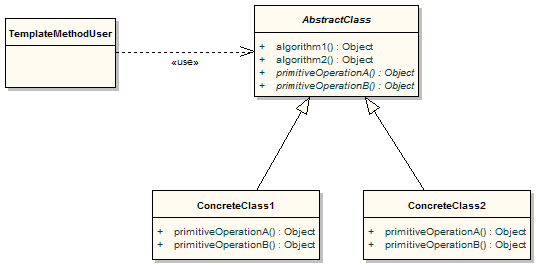 AbstractClass
TemplateMethodUser
+ algorithm1() : Object
+ algorithm2() : Object
+ primitiveOperationA() : Object
+ primitiveOperationB() : Object
«use»
ConcreteClass1
+ primitiveOperationA() : Object
+ primitiveOperationB() : Object
ConcreteClass2
+ primitiveOperationA() : Object
+ primitiveOperationB() : Object